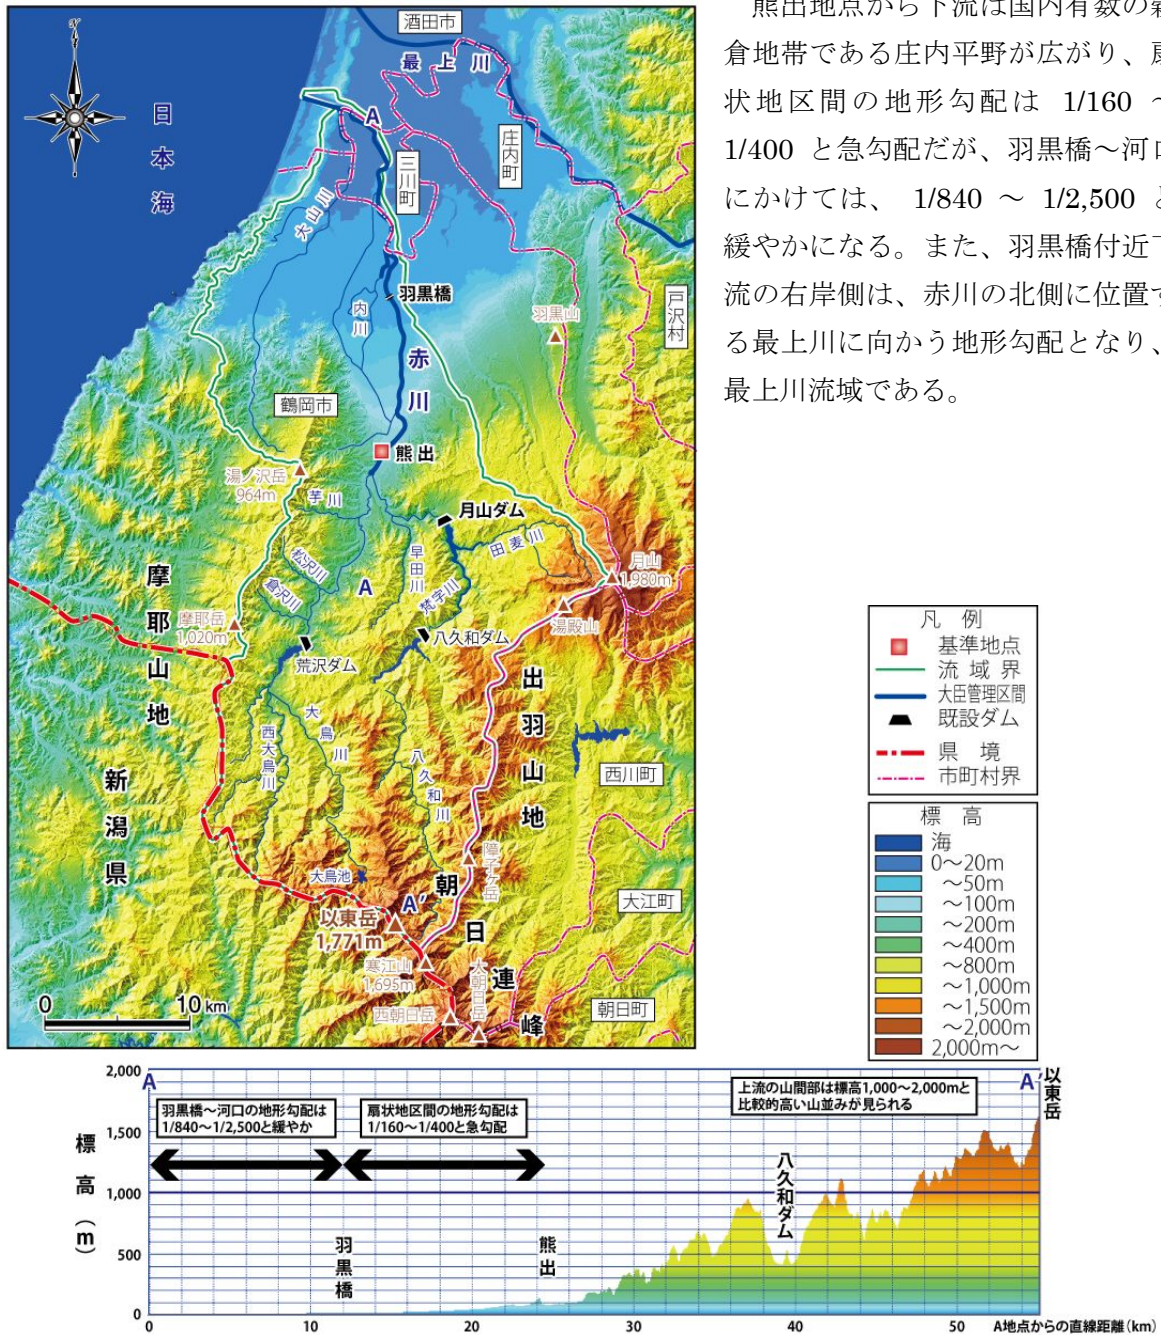 熊出地点から下流は国内有数の穀
倉地帯である庄内平野が広がり、扇
状地区間の地形勾配は 1/160 ～
1/400 と急勾配だが、羽黒橋～河口
にかけては、 1/840 ～ 1/2,500 と
緩やかになる。また、羽黒橋付近下
流の右岸側は、赤川の北側に位置す
る最上川に向かう地形勾配となり、
最上川流域である。
酒田市
最上川
日本海
A
三川町
庄内町
大山川
羽黒橋
内川
戸沢村
羽黒山
赤川
鶴岡市
熊出
湯ノ沢岳
964m
芋川
月山ダム
田麦川
早田川
松沢川
倉沢川
A
梵字川
月山
1,980m
湯殿山
摩耶山地
摩耶岳
1,020m
荒沢ダム
八久和ダム
出羽山地
西大鳥川
大鳥川
八久和川
西川町
新潟県
障子ケ岳
大鳥池
朝日連峰
A'
以東岳
1,771m
大江町
寒江山
1,695m
大朝日岳
西朝日岳
朝日町
0 10 km
凡例
基準地点
流域界
大臣管理区間
既設ダム
県境
市町村界
標高
海
0～20m
～50m
～100m
～200m
～400m
～800m
～1,000m
～1,500m
～2,000m
2,000m～
標高(m)
2,000
1,500
1,000
500
0
A
羽黒橋～河口の地形勾配は
1/840～1/2,500と緩やか
扇状地区間の地形勾配は
1/160～1/400と急勾配
上流の山間部は標高1,000～2,000mと
比較的高い山並みが見られる
A'
以東岳
羽黒橋
熊出
八久和ダム
0 10 20 30 40 50 A地点からの直線距離(km)